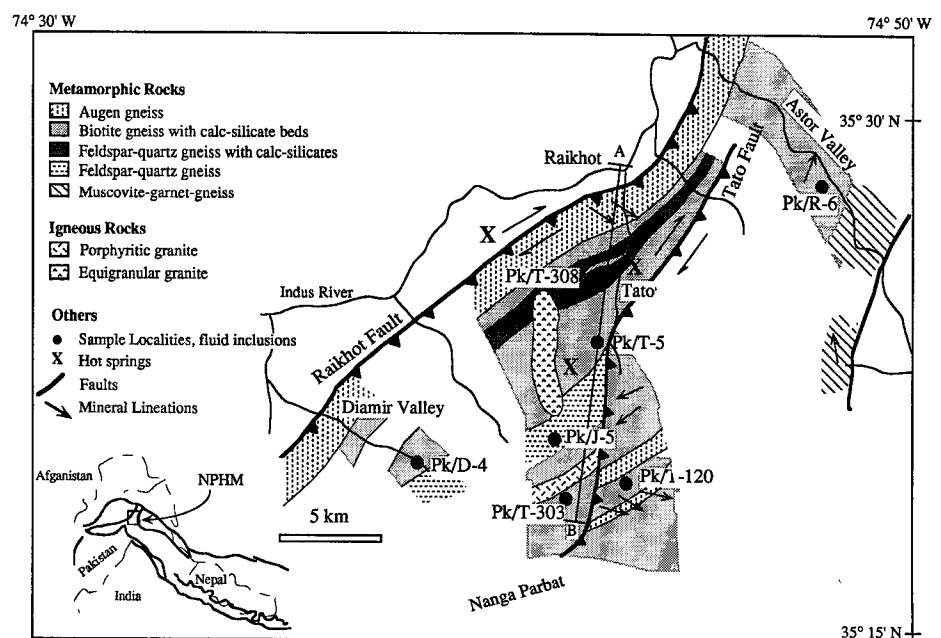 74° 30' W
74° 50' W
Metamorphic Rocks
Augen gneiss
Biotite gneiss with calc-silicate beds
Feldspar-quartz gneiss with calc-silicates
Feldspar-quartz gneiss
Muscovite-garnet-gneiss
Igneous Rocks
Porphyritic granite
Equigranular granite
Others
Sample Localities, fluid inclusions
X Hot springs
Faults
Mineral Lineations
35° 30' N
Astor Valley
Tato Fault
Raikhot
A
Pk/R-6
X
Pk/T-308
X
Tato
Indus River
Raikhot Fault
Pk/T-5
X
Diamir Valley
Pk/J-5
Pk/D-4
Pk/T-120
Pk/T-303
B
5 km
Nanga Parbat
Afganistan
NPHM
Pakistan
Nepal
India
35° 15' N